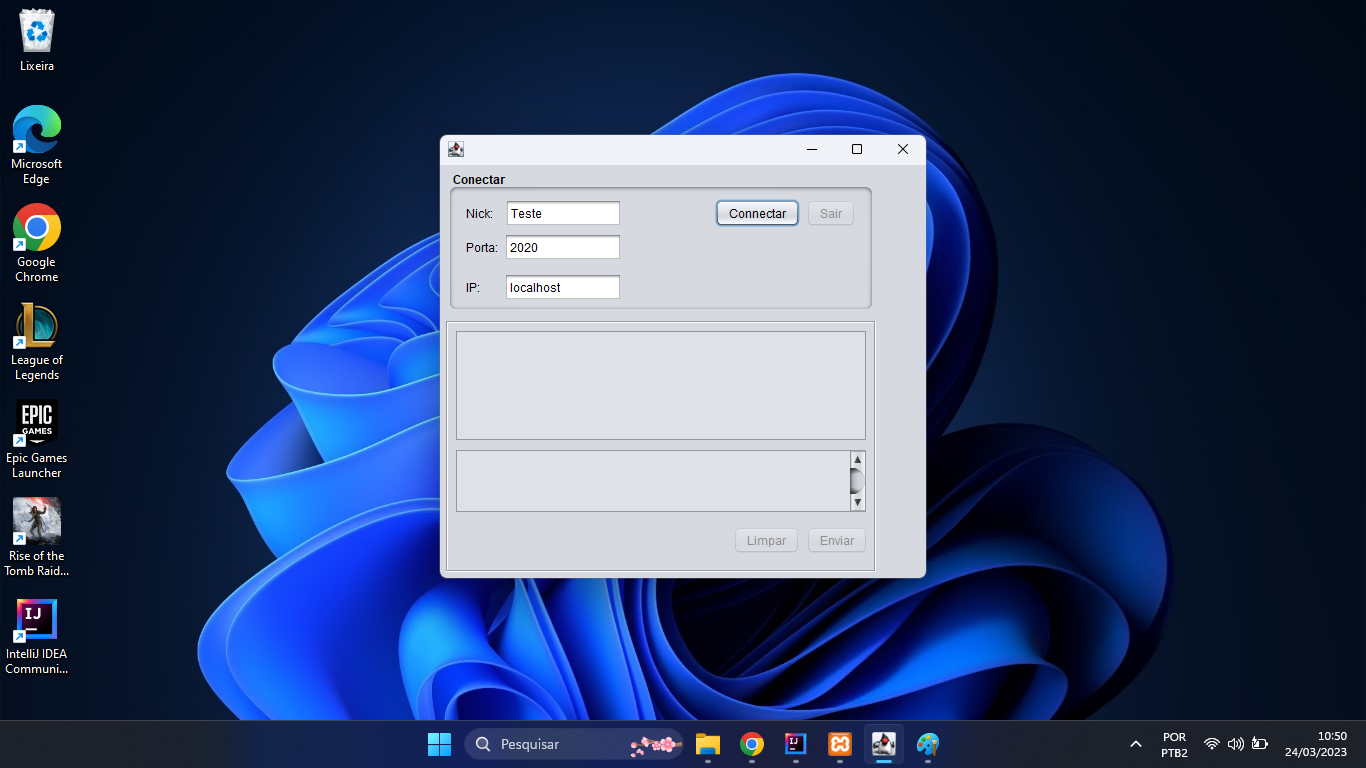 Lixeira
Microsoft
Edge
Google
Chrome
League of
Legends
EPIC
GAMES
Epic Games
Launcher
Rise of the
Tomb Raid...
IJ
IntelliJ IDEA
Communi...
Conectar
Nick: Teste Connectar Sair
Porta: 2020
IP: localhost
Limpar Enviar
Pesquisar
IJ
POR
PTB2
10:50
24/03/2023